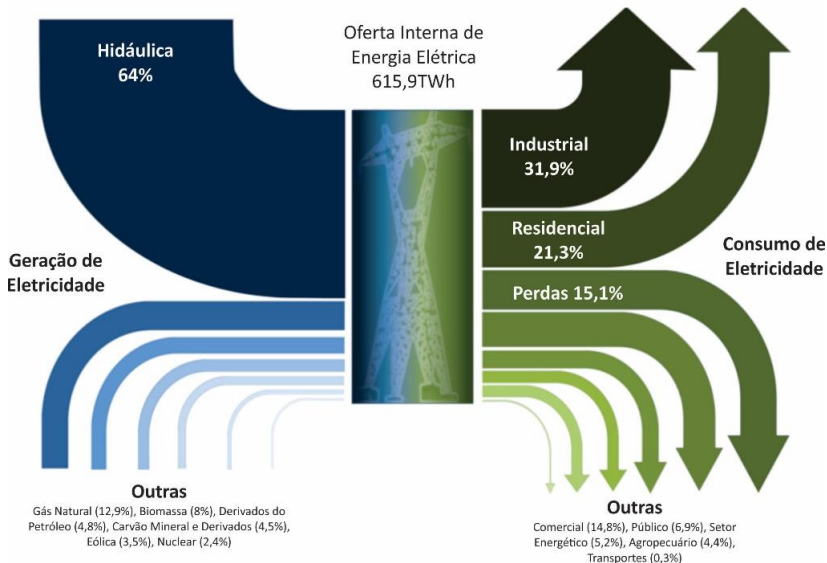 Hidáulica
64%
Oferta Interna de
Energia Elétrica
615,9TWh
Industrial
31,9%
Residencial
21,3%
Perdas 15,1%
Geração de
Eletricidade
Consumo de
Eletricidade
Outras
Gás Natural (12,9%), Biomassa (8%), Derivados do
Petróleo (4,8%), Carvão Mineral e Derivados (4,5%),
Eólica (3,5%), Nuclear (2,4%)
Outras
Comercial (14,8%), Público (6,9%), Setor
Energético (5,2%), Agropecuário (4,4%),
Transportes (0,3%)